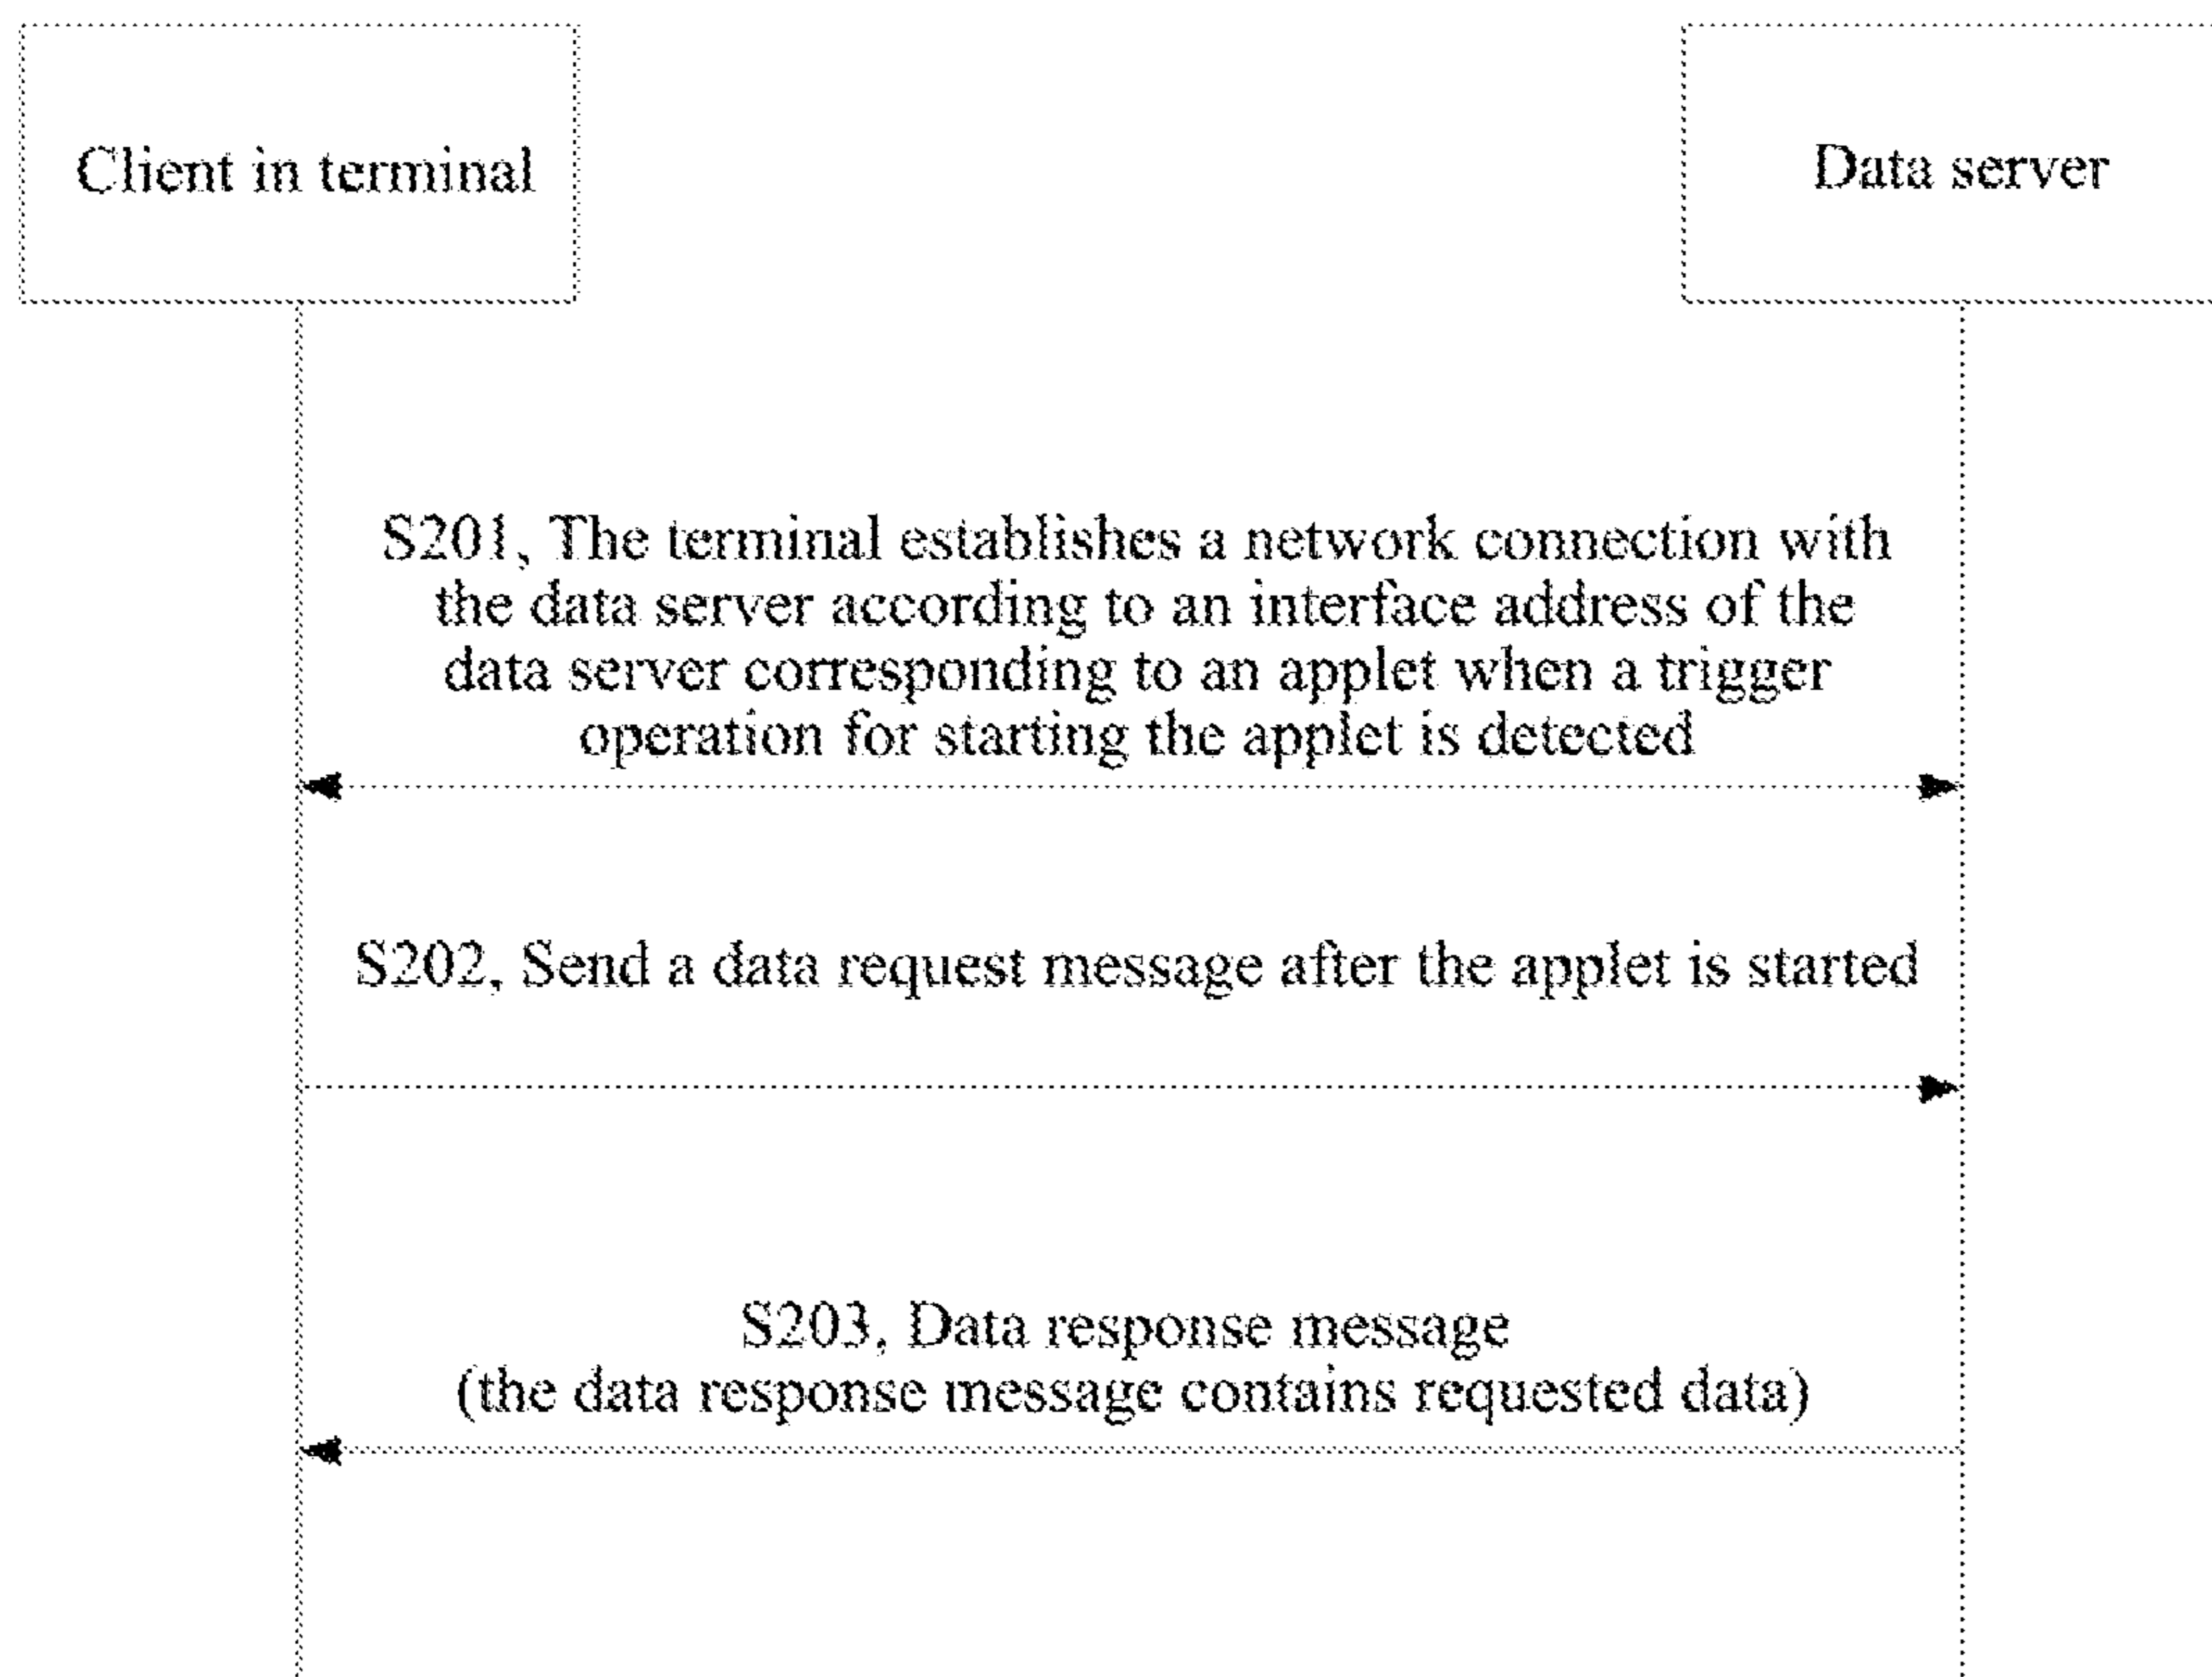 Client in terminal
Data server
S201, The terminal establishes a network connection with
the data server according to an interface address of the
data server corresponding to an applet when a trigger
operation for starting the applet is detected
S202, Send a data request message after the applet is started
S203, Data response message
(the data response message contains requested data)